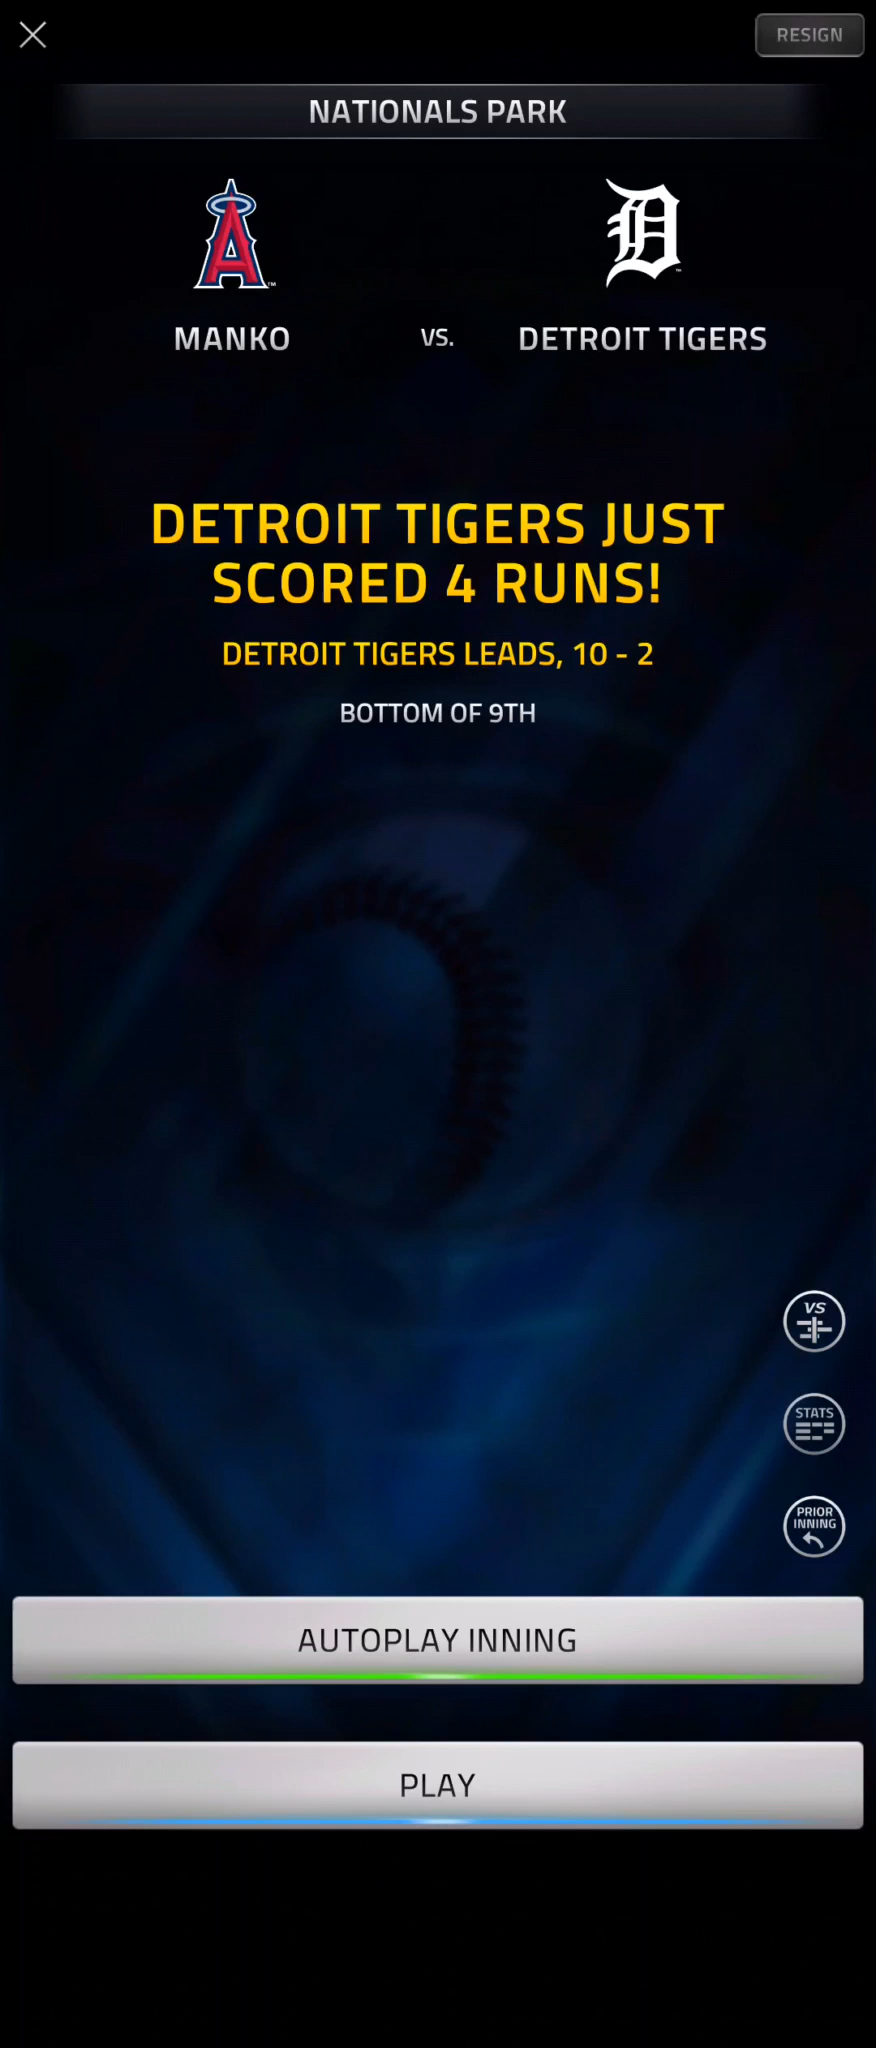 RESIGN
NATIONALS PARK
MANKO VS. DETROIT TIGERS
DETROIT TIGERS JUST
SCORED 4 RUNS!
DETROIT TIGERS LEADS, 10 - 2
BOTTOM OF 9TH
VS
STATS
PRIOR
INNING
AUTOPLAY INNING
PLAY